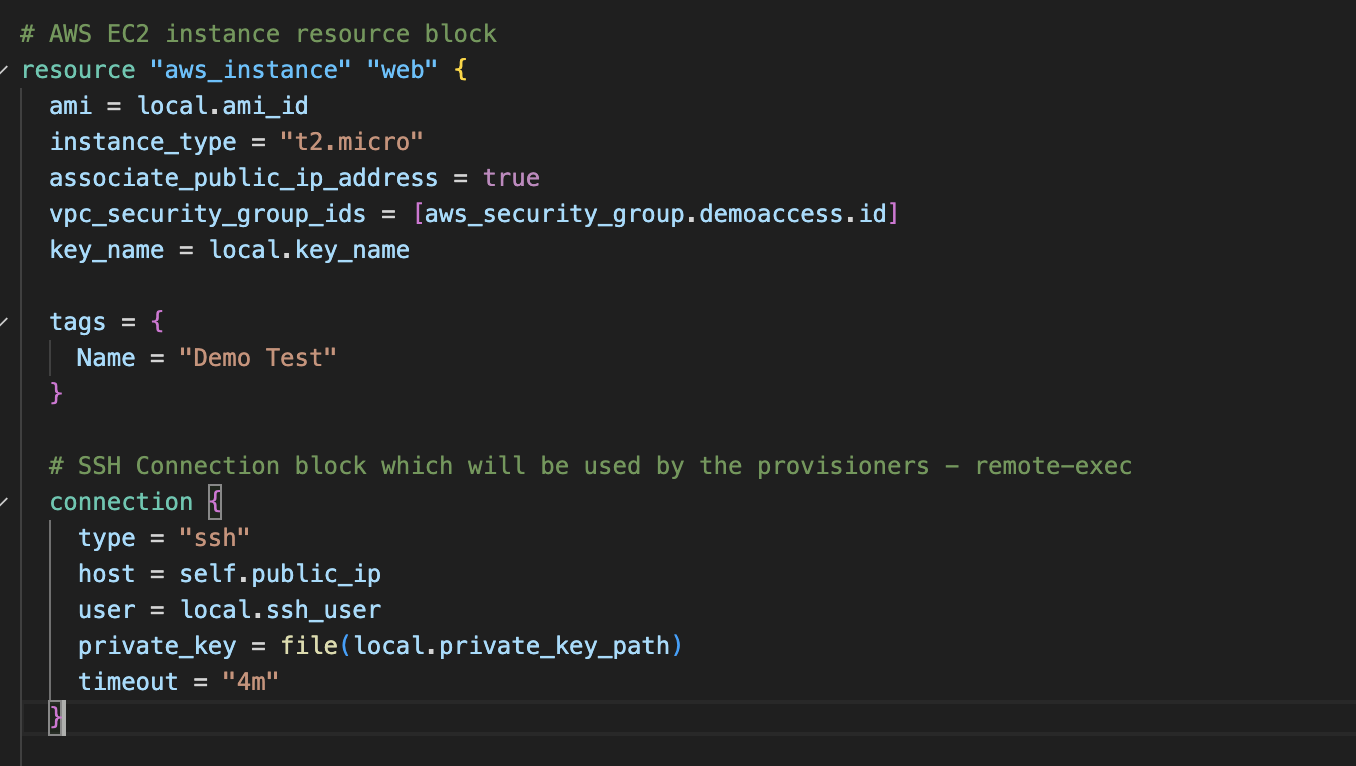 # AWS EC2 instance resource block
resource "aws_instance" "web" {
ami = local.ami_id
instance_type = "t2.micro"
associate_public_ip_address = true
vpc_security_group_ids = [aws_security_group.demoaccess.id]
key_name = local.key_name
tags = {
Name = "Demo Test"
}
# SSH Connection block which will be used by the provisioners - remote-exec
connection {
type = "ssh"
host = self.public_ip
user = local.ssh_user
private_key = file(local.private_key_path)
timeout = "4m"
}